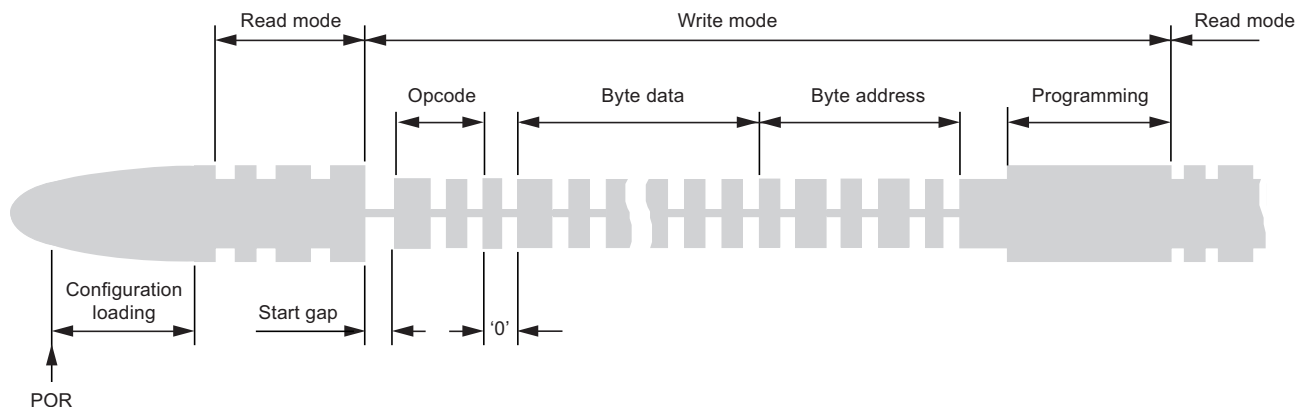 Read mode
Write mode
Read mode
Opcode
Byte data
Byte address
Programming
Configuration
loading
Start gap
‘0’
POR